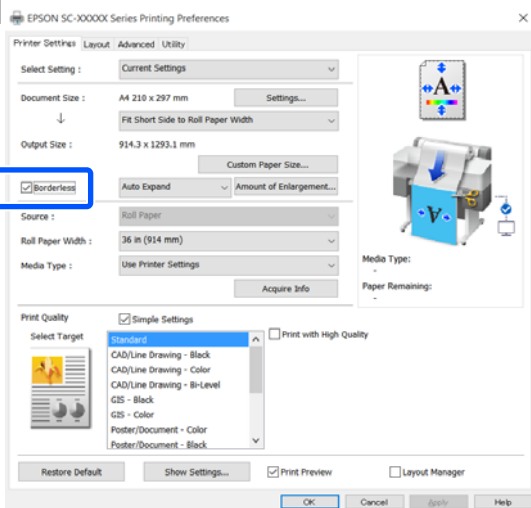 EPSON SC-XXXXX Series Printing Preferences
Printer Settings Layout Advanced Utility
Select Setting : Current Settings
Document Size : A4 210 x 297 mm Settings...
Fit Short Side to Roll Paper Width
Output Size : 914.3 x 1293.1 mm
Custom Paper Size...
Borderless Auto Expand Amount of Enlargement...
Source : Roll Paper
Roll Paper Width : 36 in (914 mm)
Media Type : Use Printer Settings
Acquire Info
A
Media Type:
-
Paper Remaining:
-
Print Quality Simple Settings
Select Target
Standard
CAD/Line Drawing - Black
CAD/Line Drawing - Color
CAD/Line Drawing - Bi-Level
GIS - Black
GIS - Color
Poster/Document - Color
Poster/Document - Black
Print with High Quality
Restore Default Show Settings... Print Preview Layout Manager
OK Cancel Apply Help